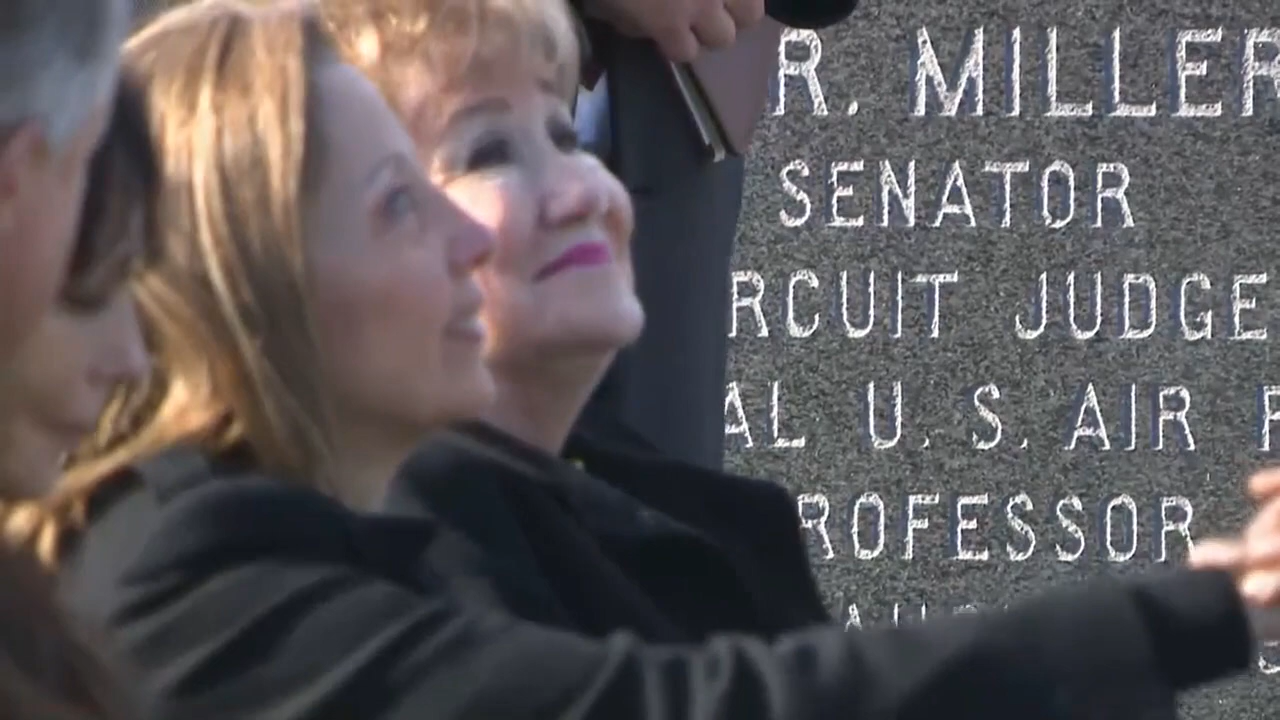 R. MILLER
SENATOR
RCUIT JUDGE
AL U. S. AIR F
ROFESSOR